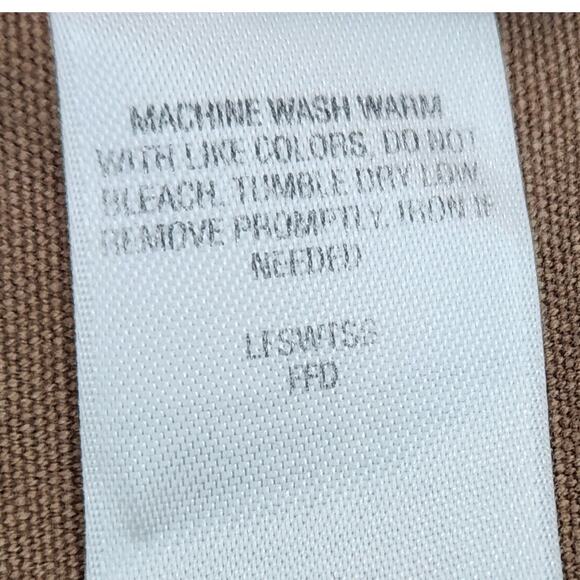 MACHINE WASH WARM
WITH LIKE COLORS, DO NOT
BLEACH. TUMBLE DRY LOW.
REMOVE PROMPTLY. IRON IF
NEEDED
LFSWTSS
FFD